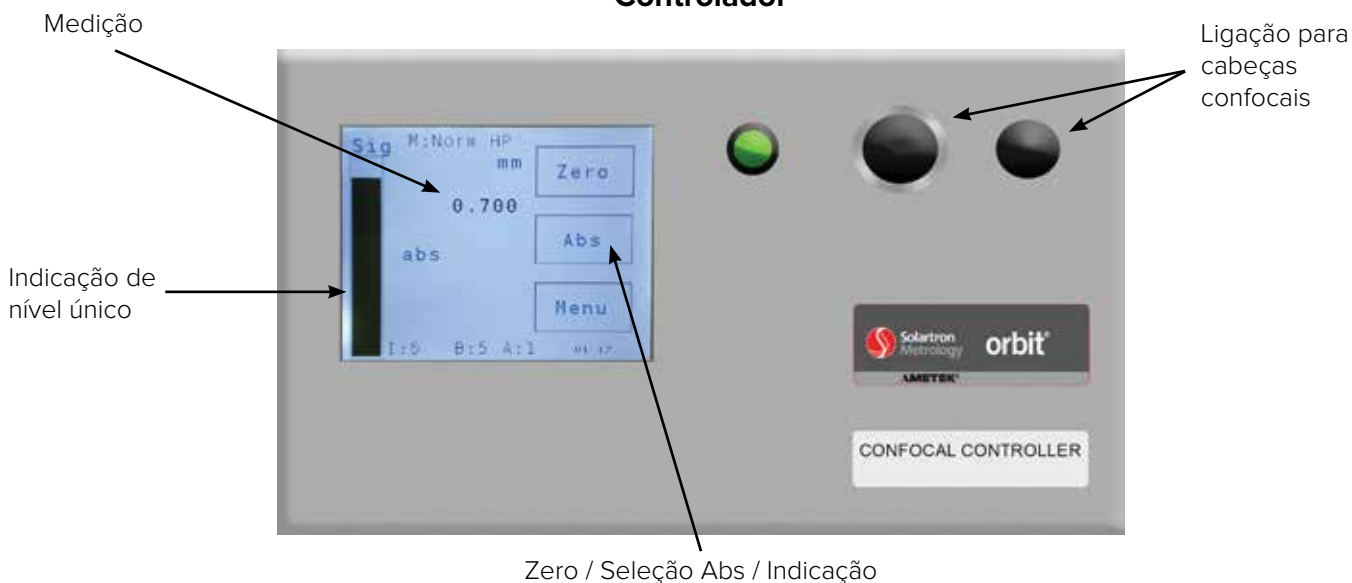 Controlador
Medição
Ligação para
cabeças
confocais
Sig
M:Norm HP
mm
Zero
0.700
Abs
abs
Indicação de
nível único
Menu
I:5 B:5 A:1
Solartron
Metrology
orbit®
AMETEK®
CONFOCAL CONTROLLER
Zero / Seleção Abs / Indicação